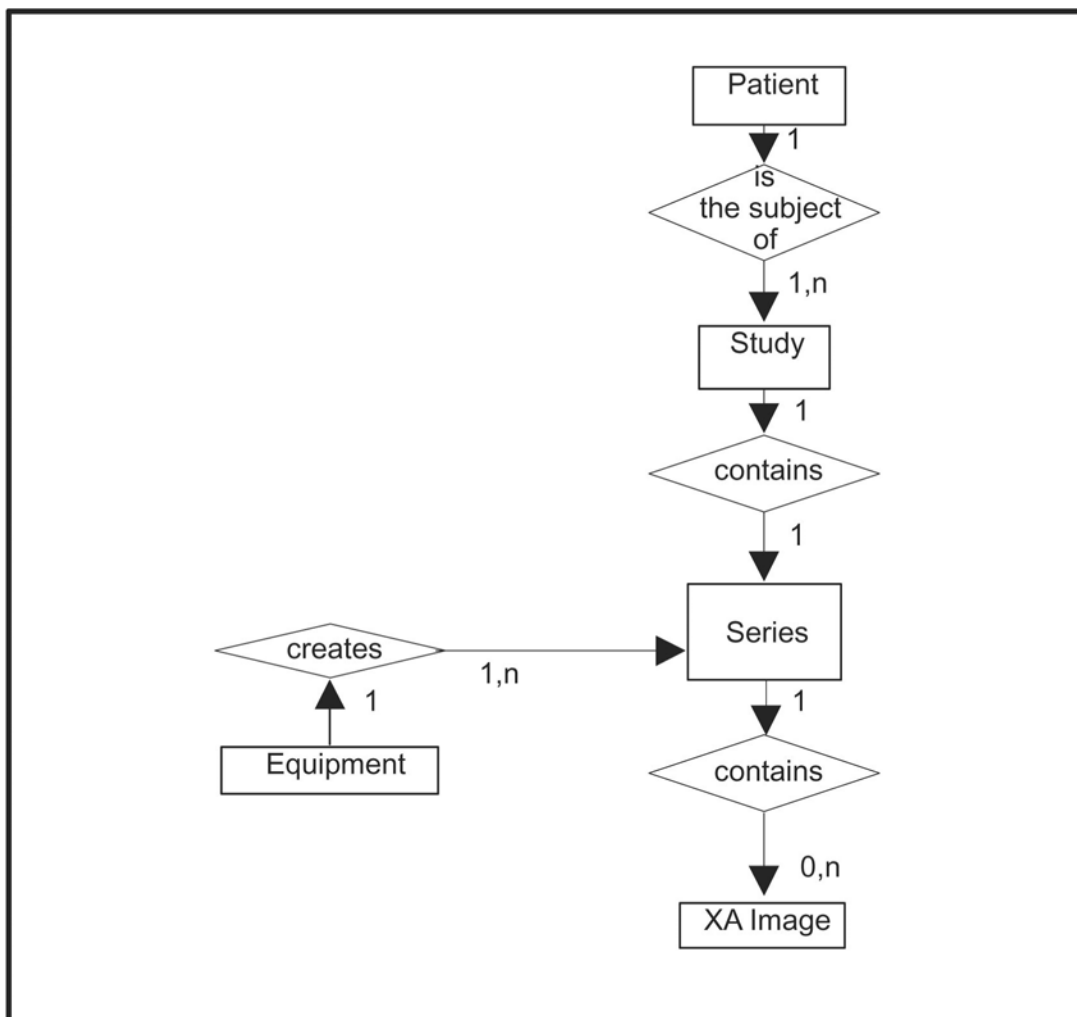 Patient
1
is
the subject
of
1,n
Study
1
contains
1
Series
creates
1,n
1
1
Equipment
contains
0,n
XA Image